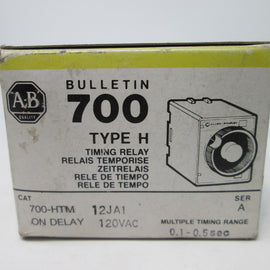 BULLETIN
700
TYPE H
TIMING RELAY
RELAIS TEMPORISE
ZEITRELAIS
RELE DE TIEMPO
RELE DE TEMPO
A-B
QUALITY
CAT
SER
700-HTM 12JA1
A
ON DELAY 120VAC
MULTIPLE TIMING RANGE
0.1-0.5sec